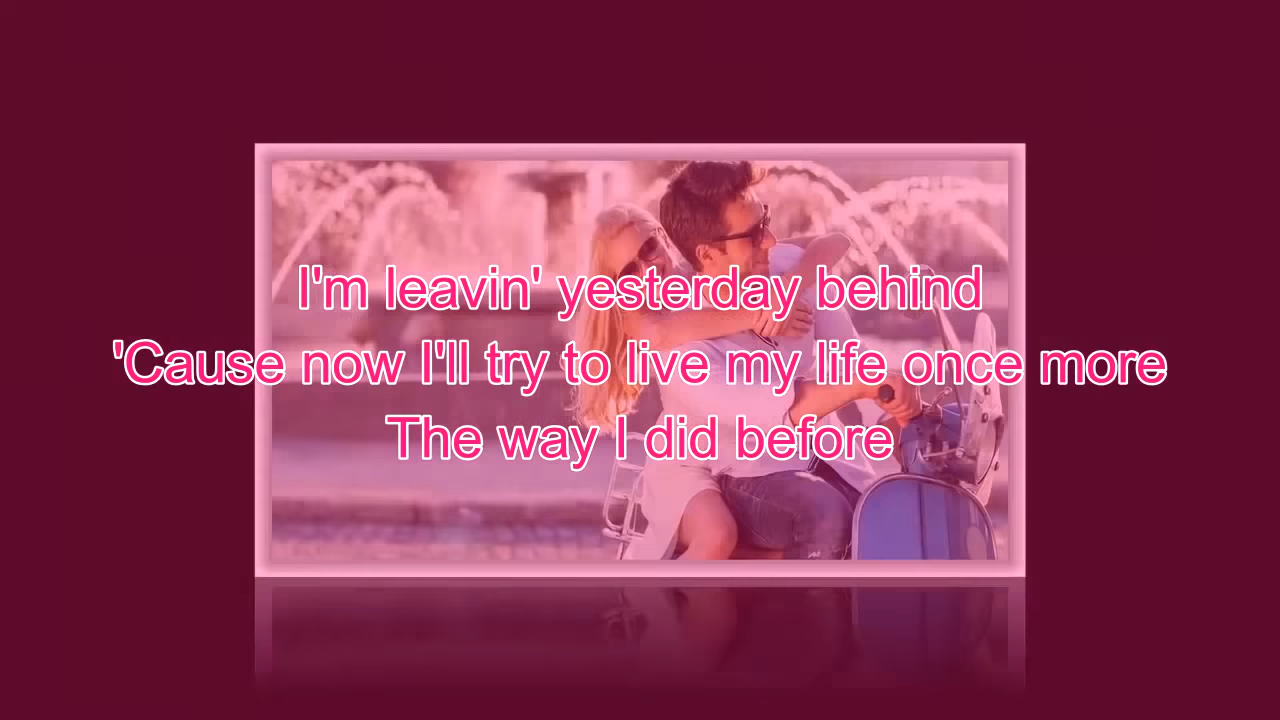 I'm leavin' yesterday behind
'Cause now I'll try to live my life once more
The way I did before